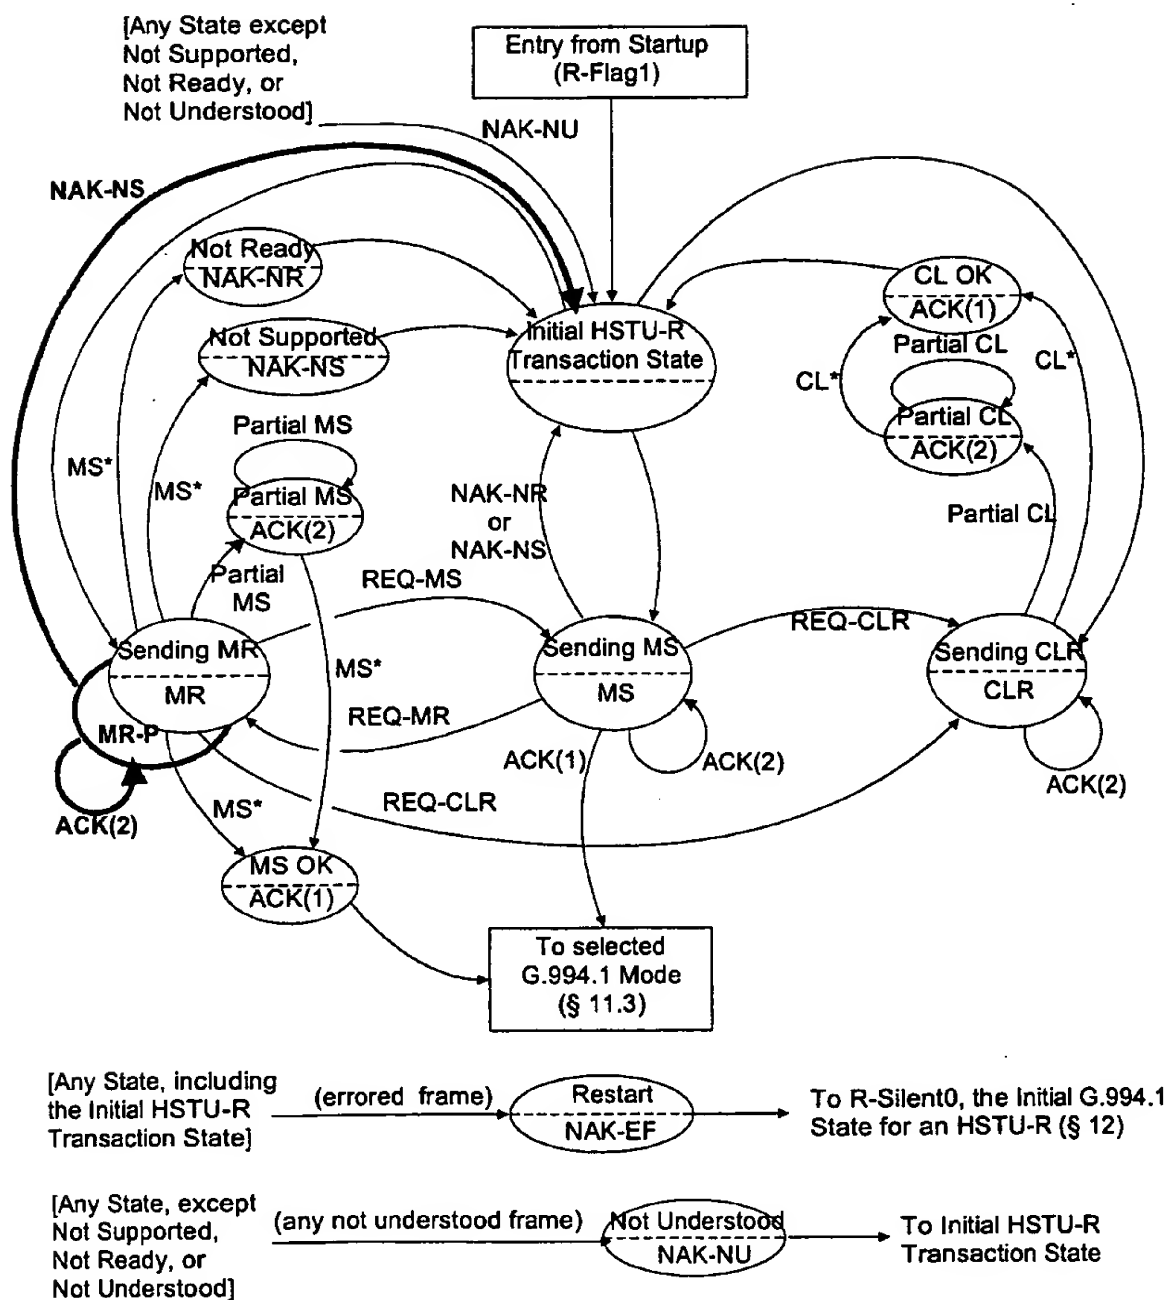 [Any State except
Not Supported,
Not Ready, or
Not Understood]
Entry from Startup
(R-Flag1)
NAK-NU
NAK-NS
Not Ready
NAK-NR
Not Supported
NAK-NS
Initial HSTU-R
Transaction State
CL OK
ACK(1)
Partial CL
CL*
CL*
Partial CL
ACK(2)
Partial MS
MS*
MS*
Partial MS
ACK(2)
NAK-NR
or
NAK-NS
Partial CL
Partial
MS
REQ-MS
REQ-CLR
Sending MR
MR
MS*
Sending MS
MS
Sending CLR
CLR
REQ-MR
MR-P
ACK(1)
ACK(2)
ACK(2)
REQ-CLR
MS*
ACK(2)
MS OK
ACK(1)
To selected
G.994.1 Mode
(§ 11.3)
[Any State, including
the Initial HSTU-R
Transaction State]
(errored frame)
Restart
NAK-EF
To R-Silent0, the Initial G.994.1
State for an HSTU-R (§ 12)
[Any State, except
Not Supported,
Not Ready, or
Not Understood]
(any not understood frame)
Not Understood
NAK-NU
To Initial HSTU-R
Transaction State